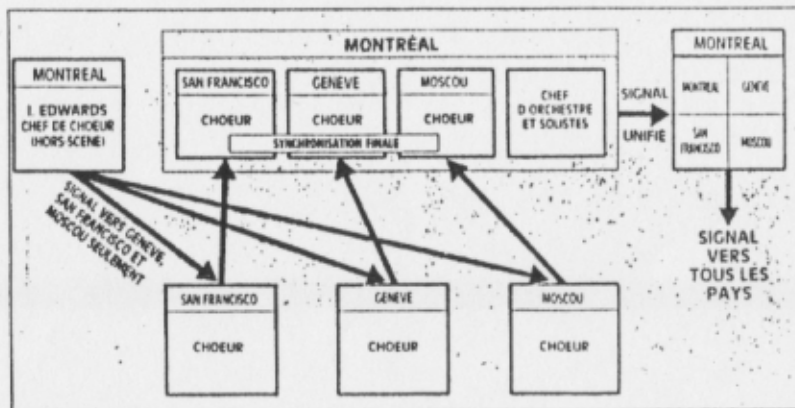 MONTREAL
I. EDWARDS
CHEF DE CHOEUR
(HORS-SCENE)
MONTRÉAL
SAN FRANCISCO
CHOEUR
GENEVE
CHOEUR
MOSCOU
CHOEUR
SYNCHRONISATION FINALE
CHEF
D'ORCHESTRE
ET SOLISTES
SIGNAL
UNIFIÉ
MONTREAL
MONTREAL
GENEVE
SAN
FRANCISCO
MOSCOU
SIGNAL VERS GENEVE,
SAN FRANCISCO ET
MOSCOU SEULEMENT
SIGNAL
VERS
TOUS LES
PAYS
SAN FRANCISCO
CHOEUR
GENEVE
CHOEUR
MOSCOU
CHOEUR